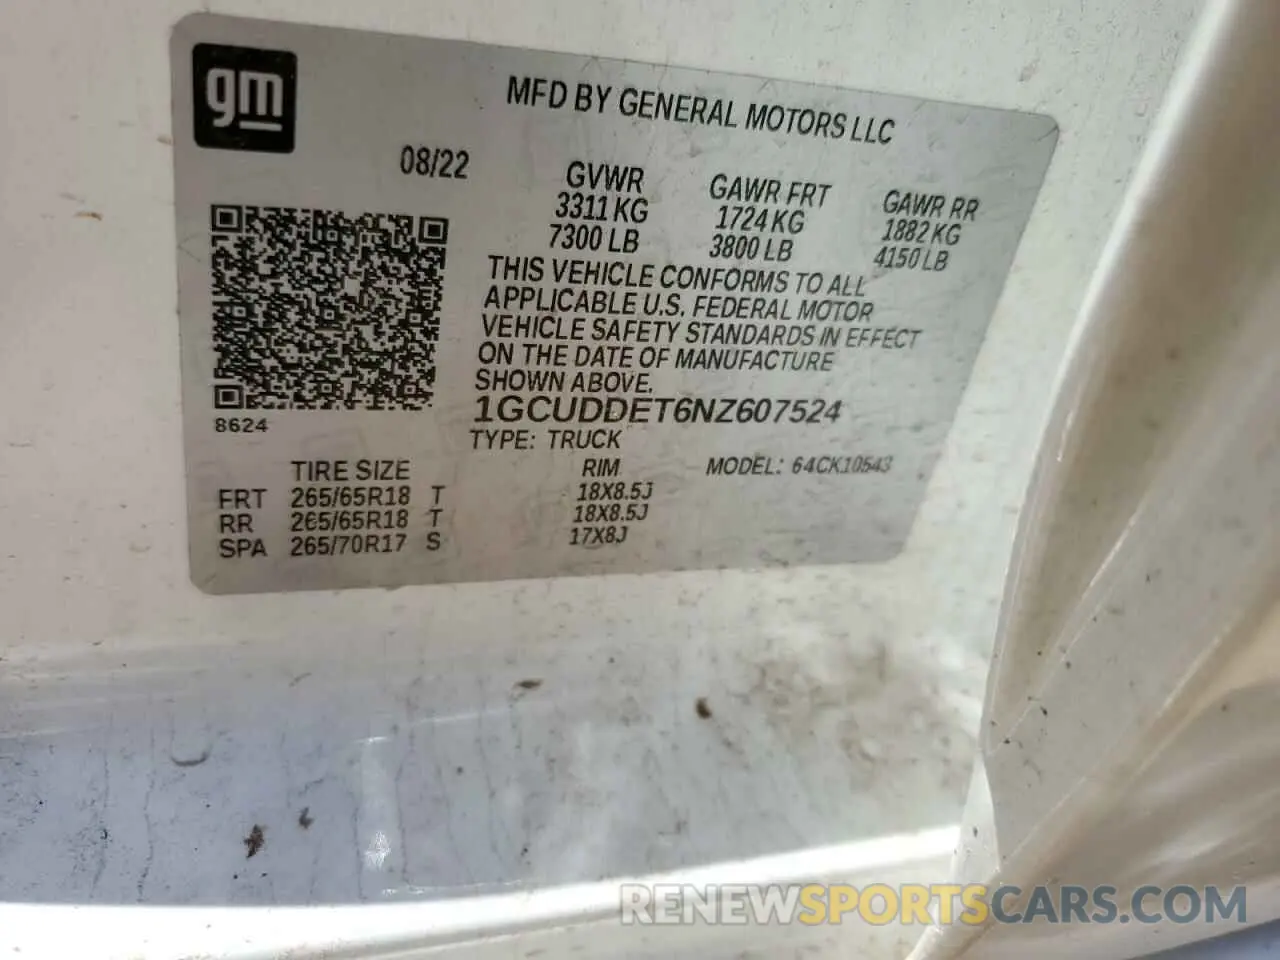 gm
MFD BY GENERAL MOTORS LLC
08/22
GVWR GAWR FRT GAWR RR
3311 KG 1724 KG 1882 KG
7300 LB 3800 LB 4150 LB
THIS VEHICLE CONFORMS TO ALL
APPLICABLE U.S. FEDERAL MOTOR
VEHICLE SAFETY STANDARDS IN EFFECT
ON THE DATE OF MANUFACTURE
SHOWN ABOVE.
1GCUDDET6NZ607524
8624
TYPE: TRUCK
MODEL: 64CK10543
TIRE SIZE RIM
FRT 265/65R18 T 18X8.5J
RR 265/65R18 T 18X8.5J
SPA 265/70R17 S 17X8J
RENEWSPORTSCARS.COM